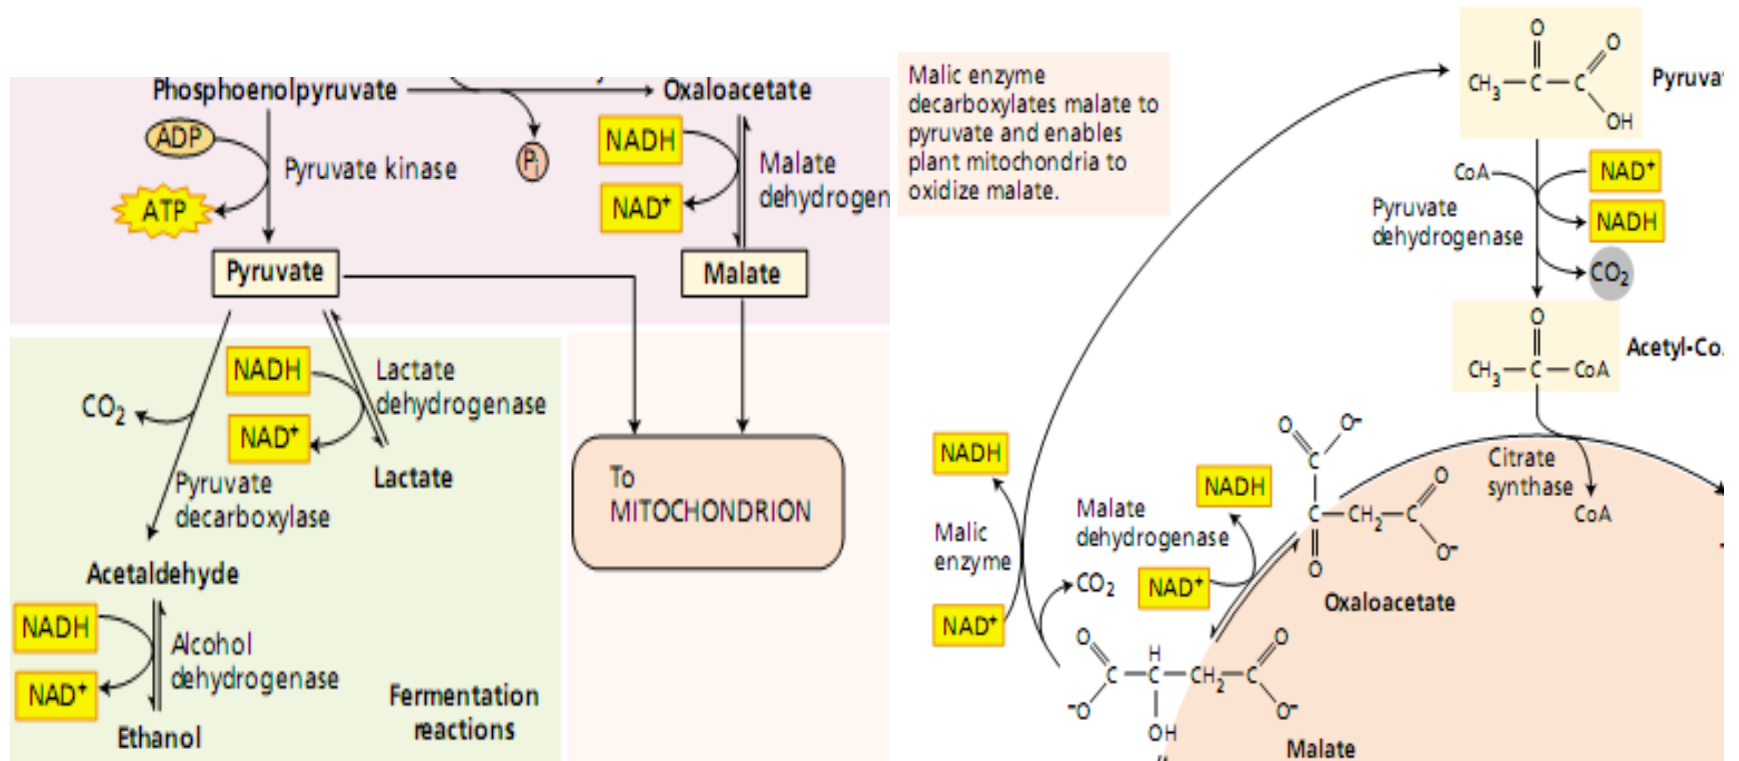 Phosphoenolpyruvate
Oxaloacetate
ADP
Pyruvate kinase
ATP
Pi
NADH
NAD+
Malate
dehydrogen
Pyruvate
Malate
NADH
NAD+
Lactate
dehydrogenase
CO2
Lactate
Pyruvate
decarboxylase
To
MITOCHONDRION
Acetaldehyde
NADH
NAD+
Alcohol
dehydrogenase
Ethanol
Fermentation
reactions
Malic enzyme
decarboxylates malate to
pyruvate and enables
plant mitochondria to
oxidize malate.
O
O
CH3 C C
OH
Pyruva
CoA
NAD+
NADH
Pyruvate
dehydrogenase
CO2
O
CH3 C CoA
Acetyl-Co
Citrate
synthase
CoA
NADH
Malic
enzyme
NAD+
CO2
NADH
Malate
dehydrogenase
NAD+
O
O-
C
O
C CH2 C
O-
O
Oxaloacetate
O
H
O
C C CH2 C
-O
O-
OH
Malate